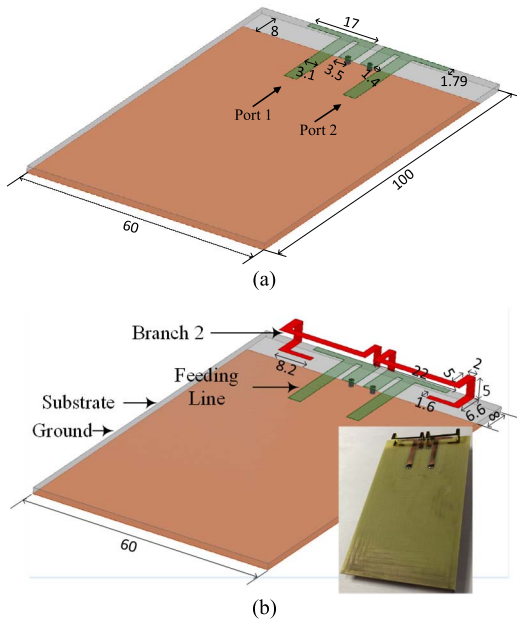 17
8
3.1
3.5
1.4
1.79
Port 1
Port 2
60
100
(a)
Branch 2
8.2
22
5
2
5
Feeding
Line
1.6
6.6
8
Substrate
Ground
60
(b)